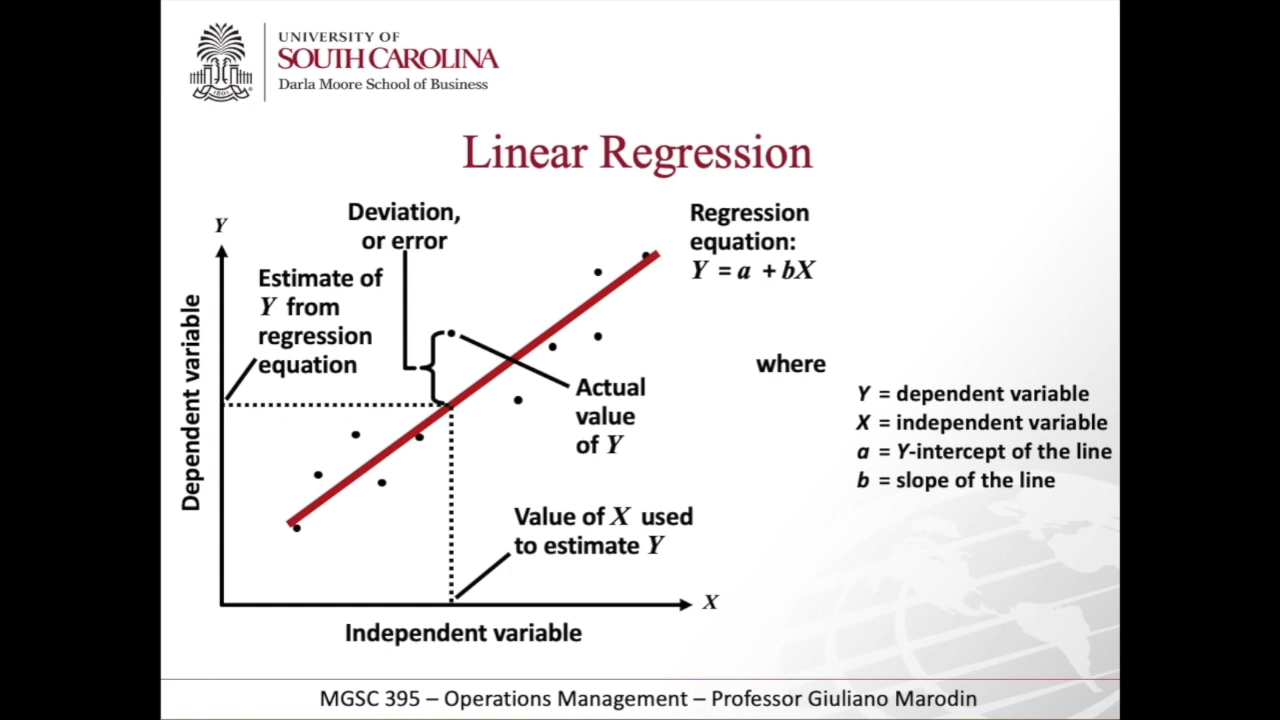 UNIVERSITY OF
SOUTH CAROLINA
Darla Moore School of Business
Linear Regression
Y
Deviation,
or error
Estimate of
Y from
regression
equation
Dependent variable
Regression
equation:
Y = a + bX
Actual
value
of Y
where
Y = dependent variable
X = independent variable
a = Y-intercept of the line
b = slope of the line
Value of X used
to estimate Y
X
Independent variable
MGSC 395 – Operations Management – Professor Giuliano Marodin